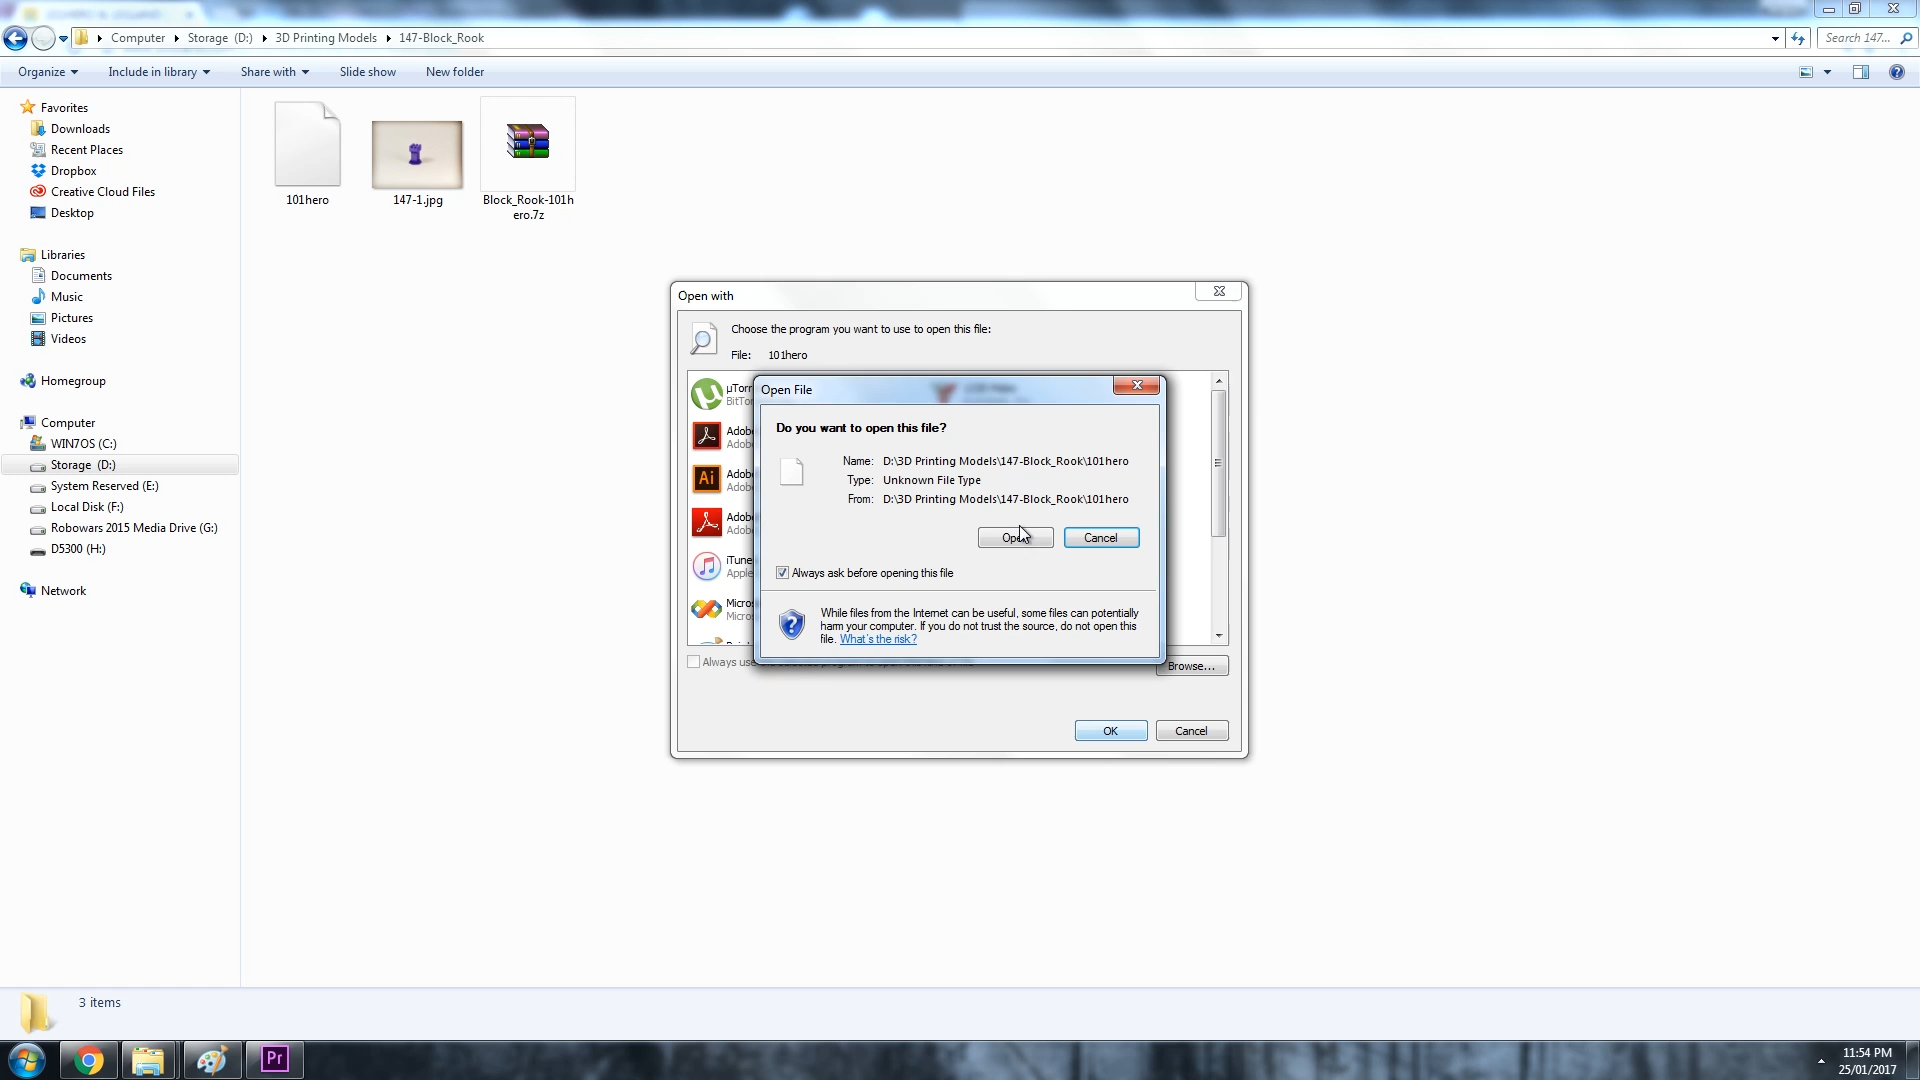 Computer Storage (D:) 3D Printing Models 147-Block_Rook
Search 147...
Organize Include in library Share with Slide show New folder
Favorites
Downloads
Recent Places
Dropbox
Creative Cloud Files
Desktop
Libraries
Documents
Music
Pictures
Videos
Homegroup
Computer
WIN7OS (C:)
Storage (D:)
System Reserved (E:)
Local Disk (F:)
Robowars 2015 Media Drive (G:)
D5300 (H:)
Network
101hero
147-1.jpg
Block_Rook-101h
ero.7z
Open with
Choose the program you want to use to open this file:
File: 101hero
Ai
Open File
Do you want to open this file?
Name: D:\3D Printing Models\147-Block_Rook\101hero
Type: Unknown File Type
From: D:\3D Printing Models\147-Block_Rook\101hero
Open Cancel
Always ask before opening this file
While files from the Internet can be useful, some files can potentially
harm your computer. If you do not trust the source, do not open this
file. What's the risk?
Always use
Browse...
OK Cancel
3 items
Pr
11:54 PM
25/01/2017